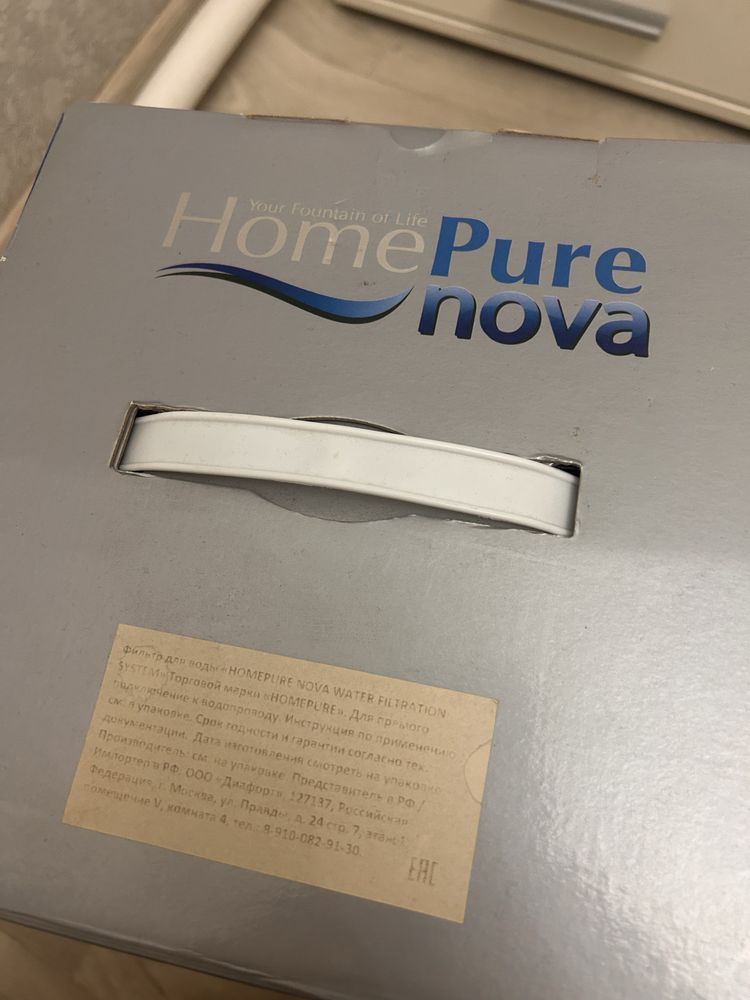 Your Fountain of Life
HomePure
nova
Фильтр для воды «HOMEPURE NOVA WATER FILTRATION
SYSTEM» Торговой марки «HOMEPURE». Для прямого
подключение к водопроводу. Инструкция по применению
см. в упаковке. Срок годности и гарантии согласно тех.
документации. Дата изготовления смотреть на упаковке
Производитель: см. на упаковке. Представитель в РФ/
Импортер в РФ: ООО «Диафорт», 127137, Российская
Федерация, г. Москва, ул. Правды, д. 24 стр. 7, этаж 1
помещение V, комната 4, тел.: 8-910-082-91-30.
ЕАС